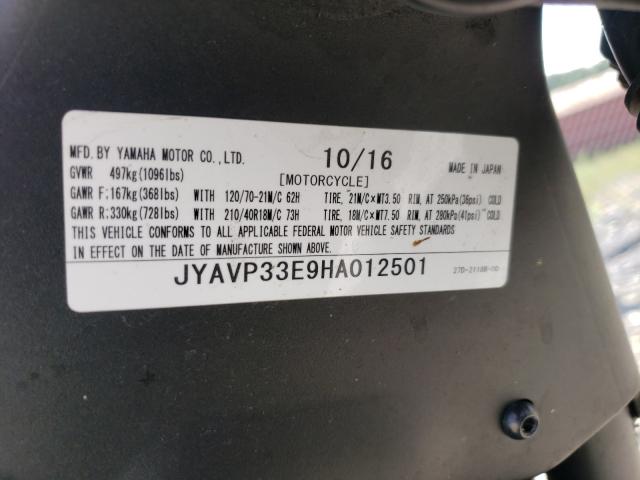 MFD. BY YAMAHA MOTOR CO., LTD. 10/16 MADE IN JAPAN
GVWR 497kg(1096lbs) [MOTORCYCLE]
GAWR F:167kg(368lbs) WITH 120/70-21M/C 62H TIRE, 21M/C×MT3.50 RIM, AT 250kPa(36psi) COLD
GAWR R:330kg(728lbs) WITH 210/40R18M/C 73H TIRE, 18M/C×MT7.50 RIM, AT 280kPa(41psi) COLD
THIS VEHICLE CONFORMS TO ALL APPLICABLE FEDERAL MOTOR VEHICLE SAFETY STANDARDS
IN EFFECT ON THE DATE OF MANUFACTURE SHOWN ABOVE.
JYAVP33E9HA012501